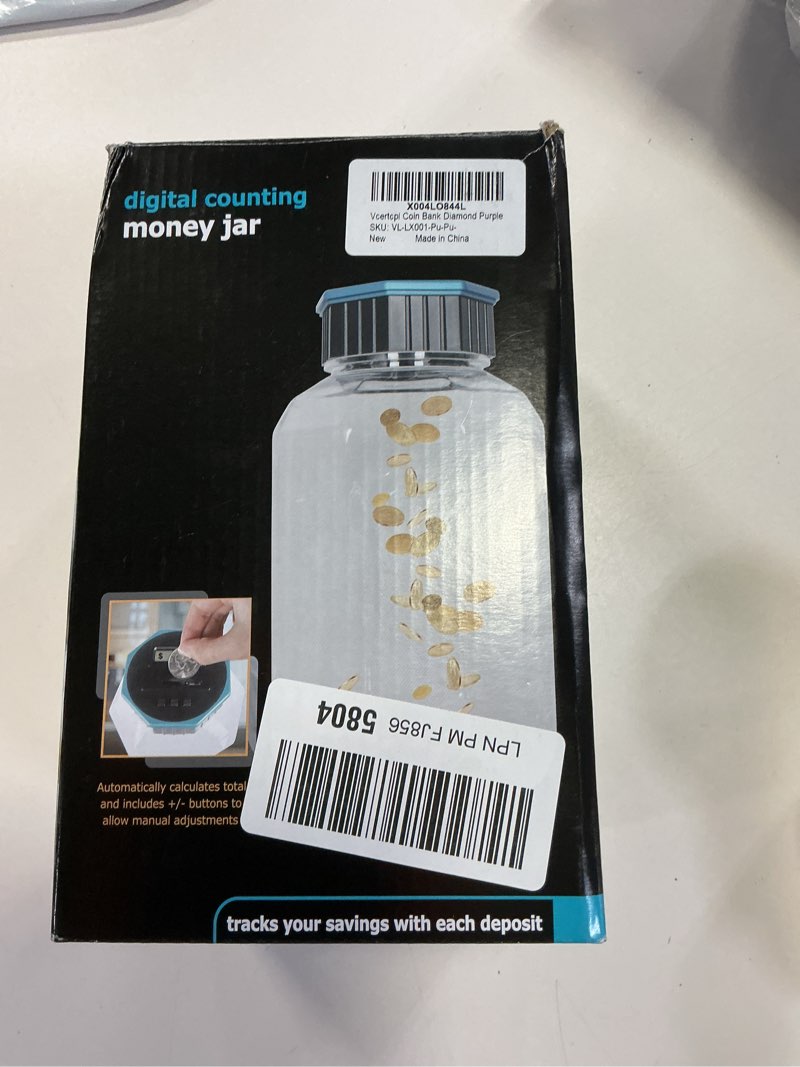 digital counting
money jar
X004LO844L
Vcertcpl Coin Bank Diamond Purple
SKU: VL-LX001-Pu-Pu-
New Made in China
$
LPN PM FJ856 5804
Automatically calculates total
and includes +/- buttons to
allow manual adjustments
tracks your savings with each deposit